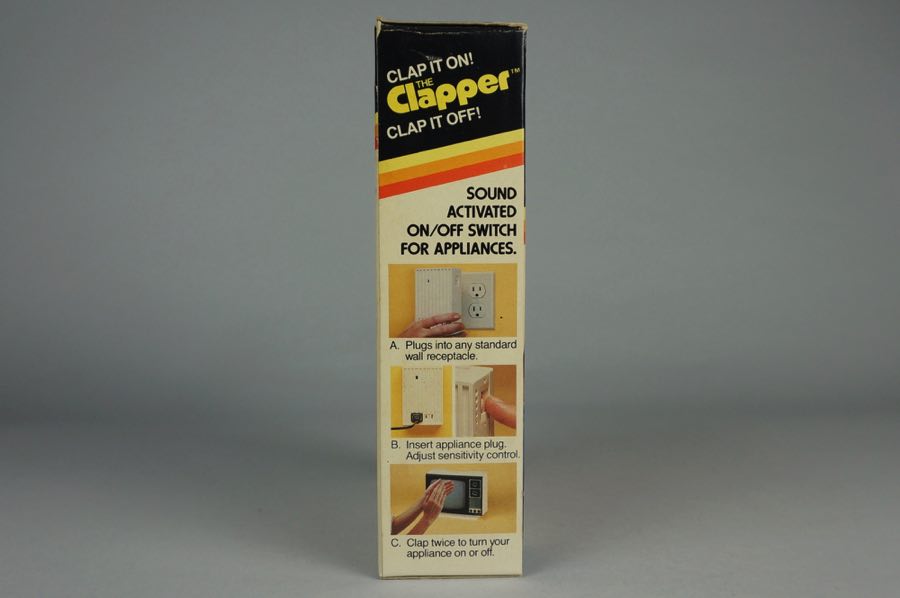 CLAP IT ON!
THE
Clapper™
CLAP IT OFF!
SOUND
ACTIVATED
ON/OFF SWITCH
FOR APPLIANCES.
A. Plugs into any standard
wall receptacle.
B. Insert appliance plug.
Adjust sensitivity control.
C. Clap twice to turn your
appliance on or off.